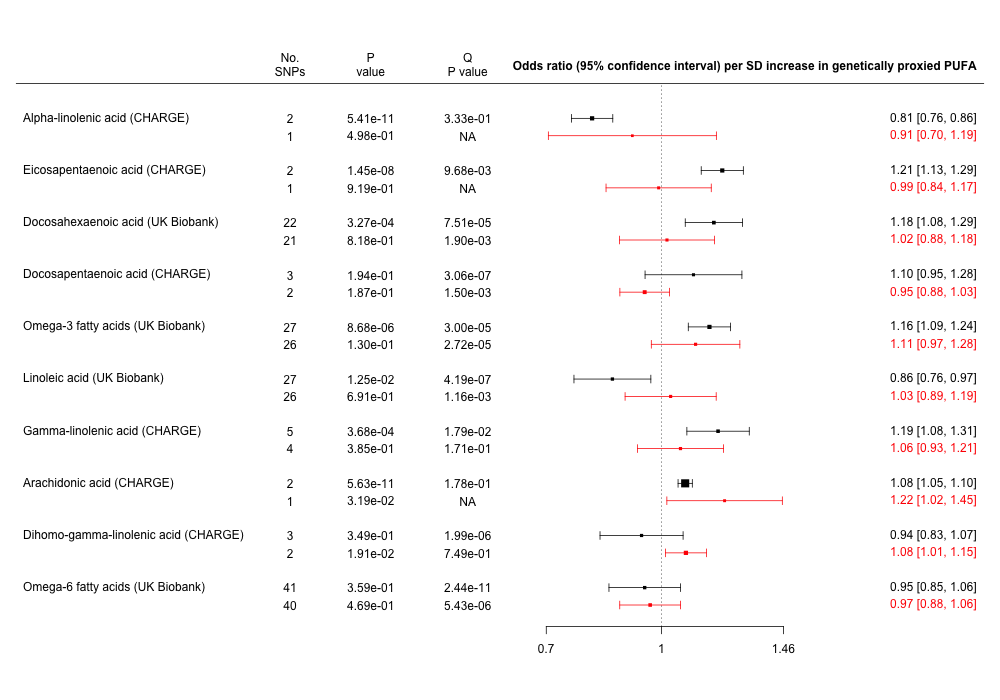 No. SNPs P value Q P value Odds ratio (95% confidence interval) per SD increase in genetically proxied PUFA
Alpha-linolenic acid (CHARGE) 2 5.41e-11 3.33e-01 0.81 [0.76, 0.86]
1 4.98e-01 NA 0.91 [0.70, 1.19]
Eicosapentaenoic acid (CHARGE) 2 1.45e-08 9.68e-03 1.21 [1.13, 1.29]
1 9.19e-01 NA 0.99 [0.84, 1.17]
Docosahexaenoic acid (UK Biobank) 22 3.27e-04 7.51e-05 1.18 [1.08, 1.29]
21 8.18e-01 1.90e-03 1.02 [0.88, 1.18]
Docosapentaenoic acid (CHARGE) 3 1.94e-01 3.06e-07 1.10 [0.95, 1.28]
2 1.87e-01 1.50e-03 0.95 [0.88, 1.03]
Omega-3 fatty acids (UK Biobank) 27 8.68e-06 3.00e-05 1.16 [1.09, 1.24]
26 1.30e-01 2.72e-05 1.11 [0.97, 1.28]
Linoleic acid (UK Biobank) 27 1.25e-02 4.19e-07 0.86 [0.76, 0.97]
26 6.91e-01 1.16e-03 1.03 [0.89, 1.19]
Gamma-linolenic acid (CHARGE) 5 3.68e-04 1.79e-02 1.19 [1.08, 1.31]
4 3.85e-01 1.71e-01 1.06 [0.93, 1.21]
Arachidonic acid (CHARGE) 2 5.63e-11 1.78e-01 1.08 [1.05, 1.10]
1 3.19e-02 NA 1.22 [1.02, 1.45]
Dihomo-gamma-linolenic acid (CHARGE) 3 3.49e-01 1.99e-06 0.94 [0.83, 1.07]
2 1.91e-02 7.49e-01 1.08 [1.01, 1.15]
Omega-6 fatty acids (UK Biobank) 41 3.59e-01 2.44e-11 0.95 [0.85, 1.06]
40 4.69e-01 5.43e-06 0.97 [0.88, 1.06]
0.7 1 1.46